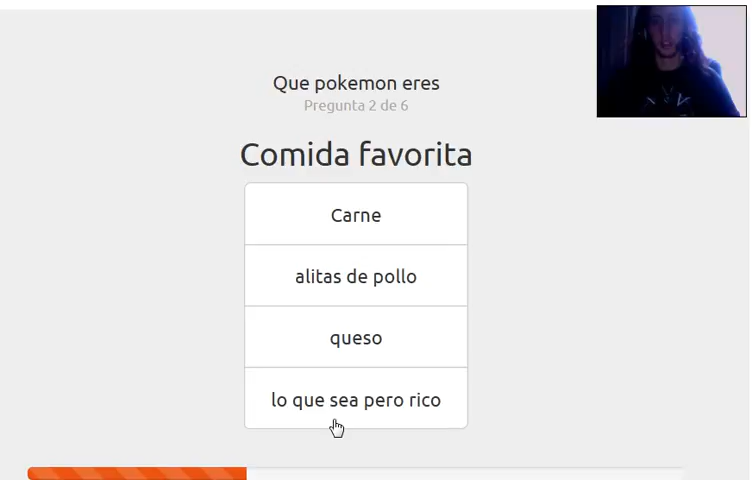 Que pokemon eres
Pregunta 2 de 6
Comida favorita
Carne
alitas de pollo
queso
lo que sea pero rico